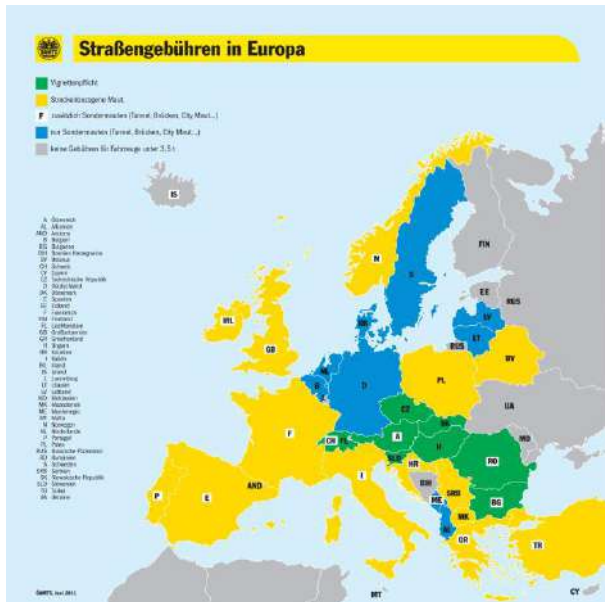 Straßengebühren in Europa
Vignettenpflicht
Streckenbezogene Maut
F zusätzlich Sondermauten (Tunnel, Brücken, City Maut...)
nur Sondermauten (Tunnel, Brücken, City Maut...)
keine Gebühren für Fahrzeuge unter 3,5 t
A Österreich
AL Albanien
AND Andorra
B Belgien
BG Bulgarien
BIH Bosnien-Herzegowina
BY Belarus
CH Schweiz
CY Zypern
CZ Tschechische Republik
D Deutschland
DK Dänemark
E Spanien
EE Estland
F Frankreich
FIN Finnland
FL Liechtenstein
GB Großbritannien
GR Griechenland
H Ungarn
HR Kroatien
I Italien
IRL Irland
IS Island
L Luxemburg
LT Litauen
LV Lettland
MK Mazedonien
ME Montenegro
MT Malta
N Norwegen
NL Niederlande
P Portugal
PL Polen
RUS Russische Föderation
RO Rumänien
S Schweden
SRB Serbien
SK Slowakische Republik
SLO Slowenien
UA Ukraine
IS
N
S
FIN
EE
RUS
LV
LT
RUS
DK
IRL
GB
NL
B
D
PL
BY
UA
CZ
SK
MD
F
CH
FL
A
H
RO
SLO
HR
BIH
SRB
BG
ME
MK
AL
I
AND
P
E
GR
TR
MT
CY
ÖAMTC, Juni 2011